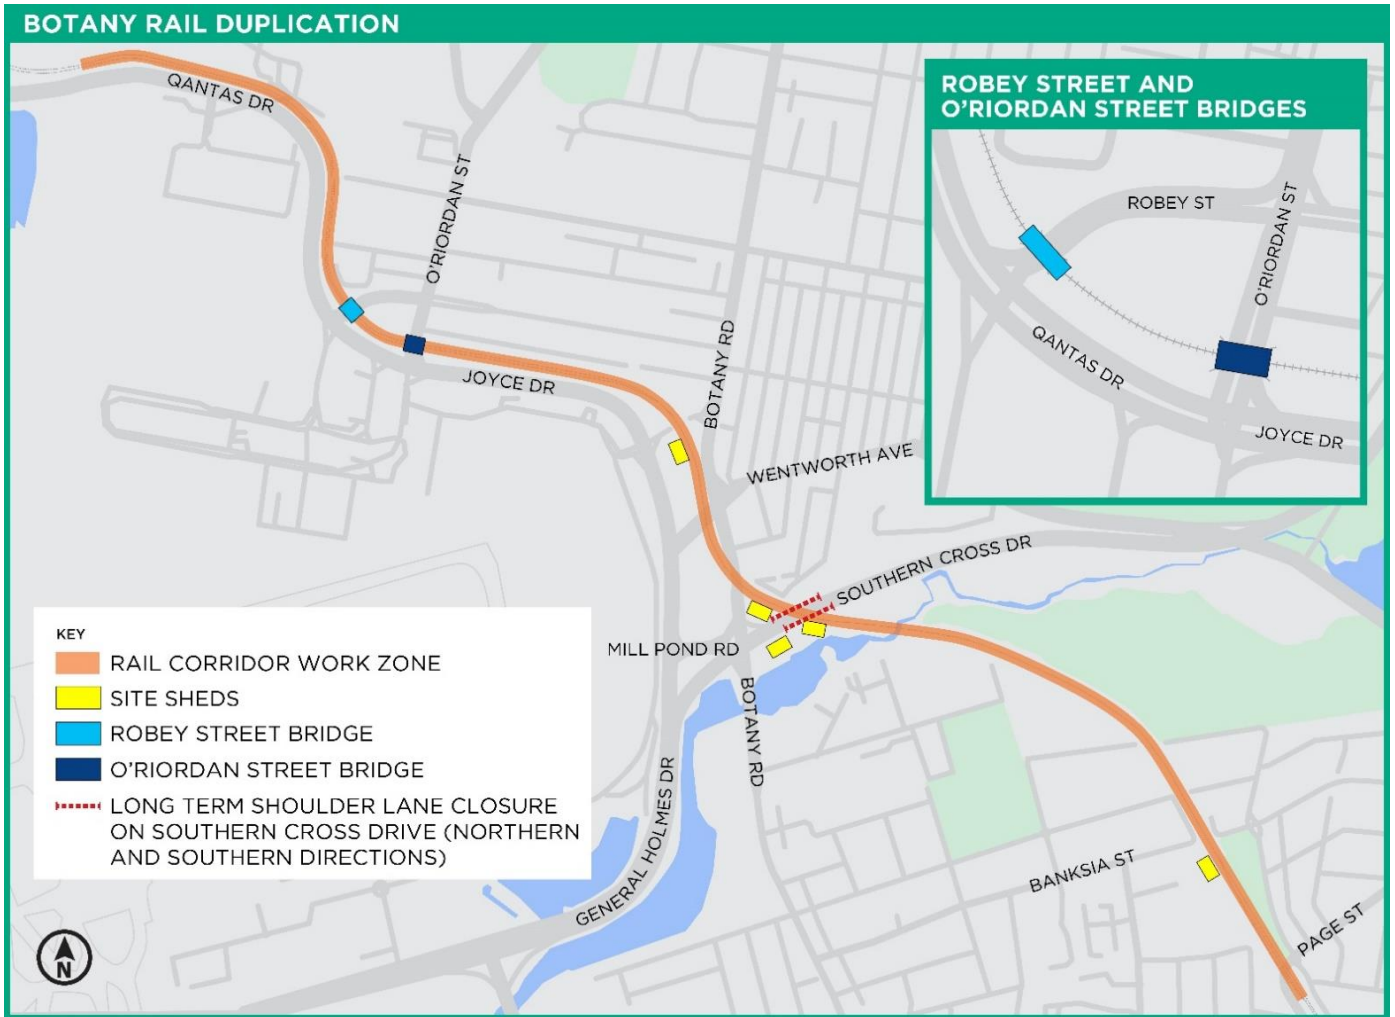 BOTANY RAIL DUPLICATION
QANTAS DR
O'RIORDAN ST
JOYCE DR
BOTANY RD
WENTWORTH AVE
SOUTHERN CROSS DR
MILL POND RD
BOTANY RD
GENERAL HOLMES DR
BANKSIA ST
PAGE ST
ROBEY STREET AND
O'RIORDAN STREET BRIDGES
ROBEY ST
O'RIORDAN ST
QANTAS DR
JOYCE DR
KEY
RAIL CORRIDOR WORK ZONE
SITE SHEDS
ROBEY STREET BRIDGE
O'RIORDAN STREET BRIDGE
LONG TERM SHOULDER LANE CLOSURE
ON SOUTHERN CROSS DRIVE (NORTHERN
AND SOUTHERN DIRECTIONS)
N